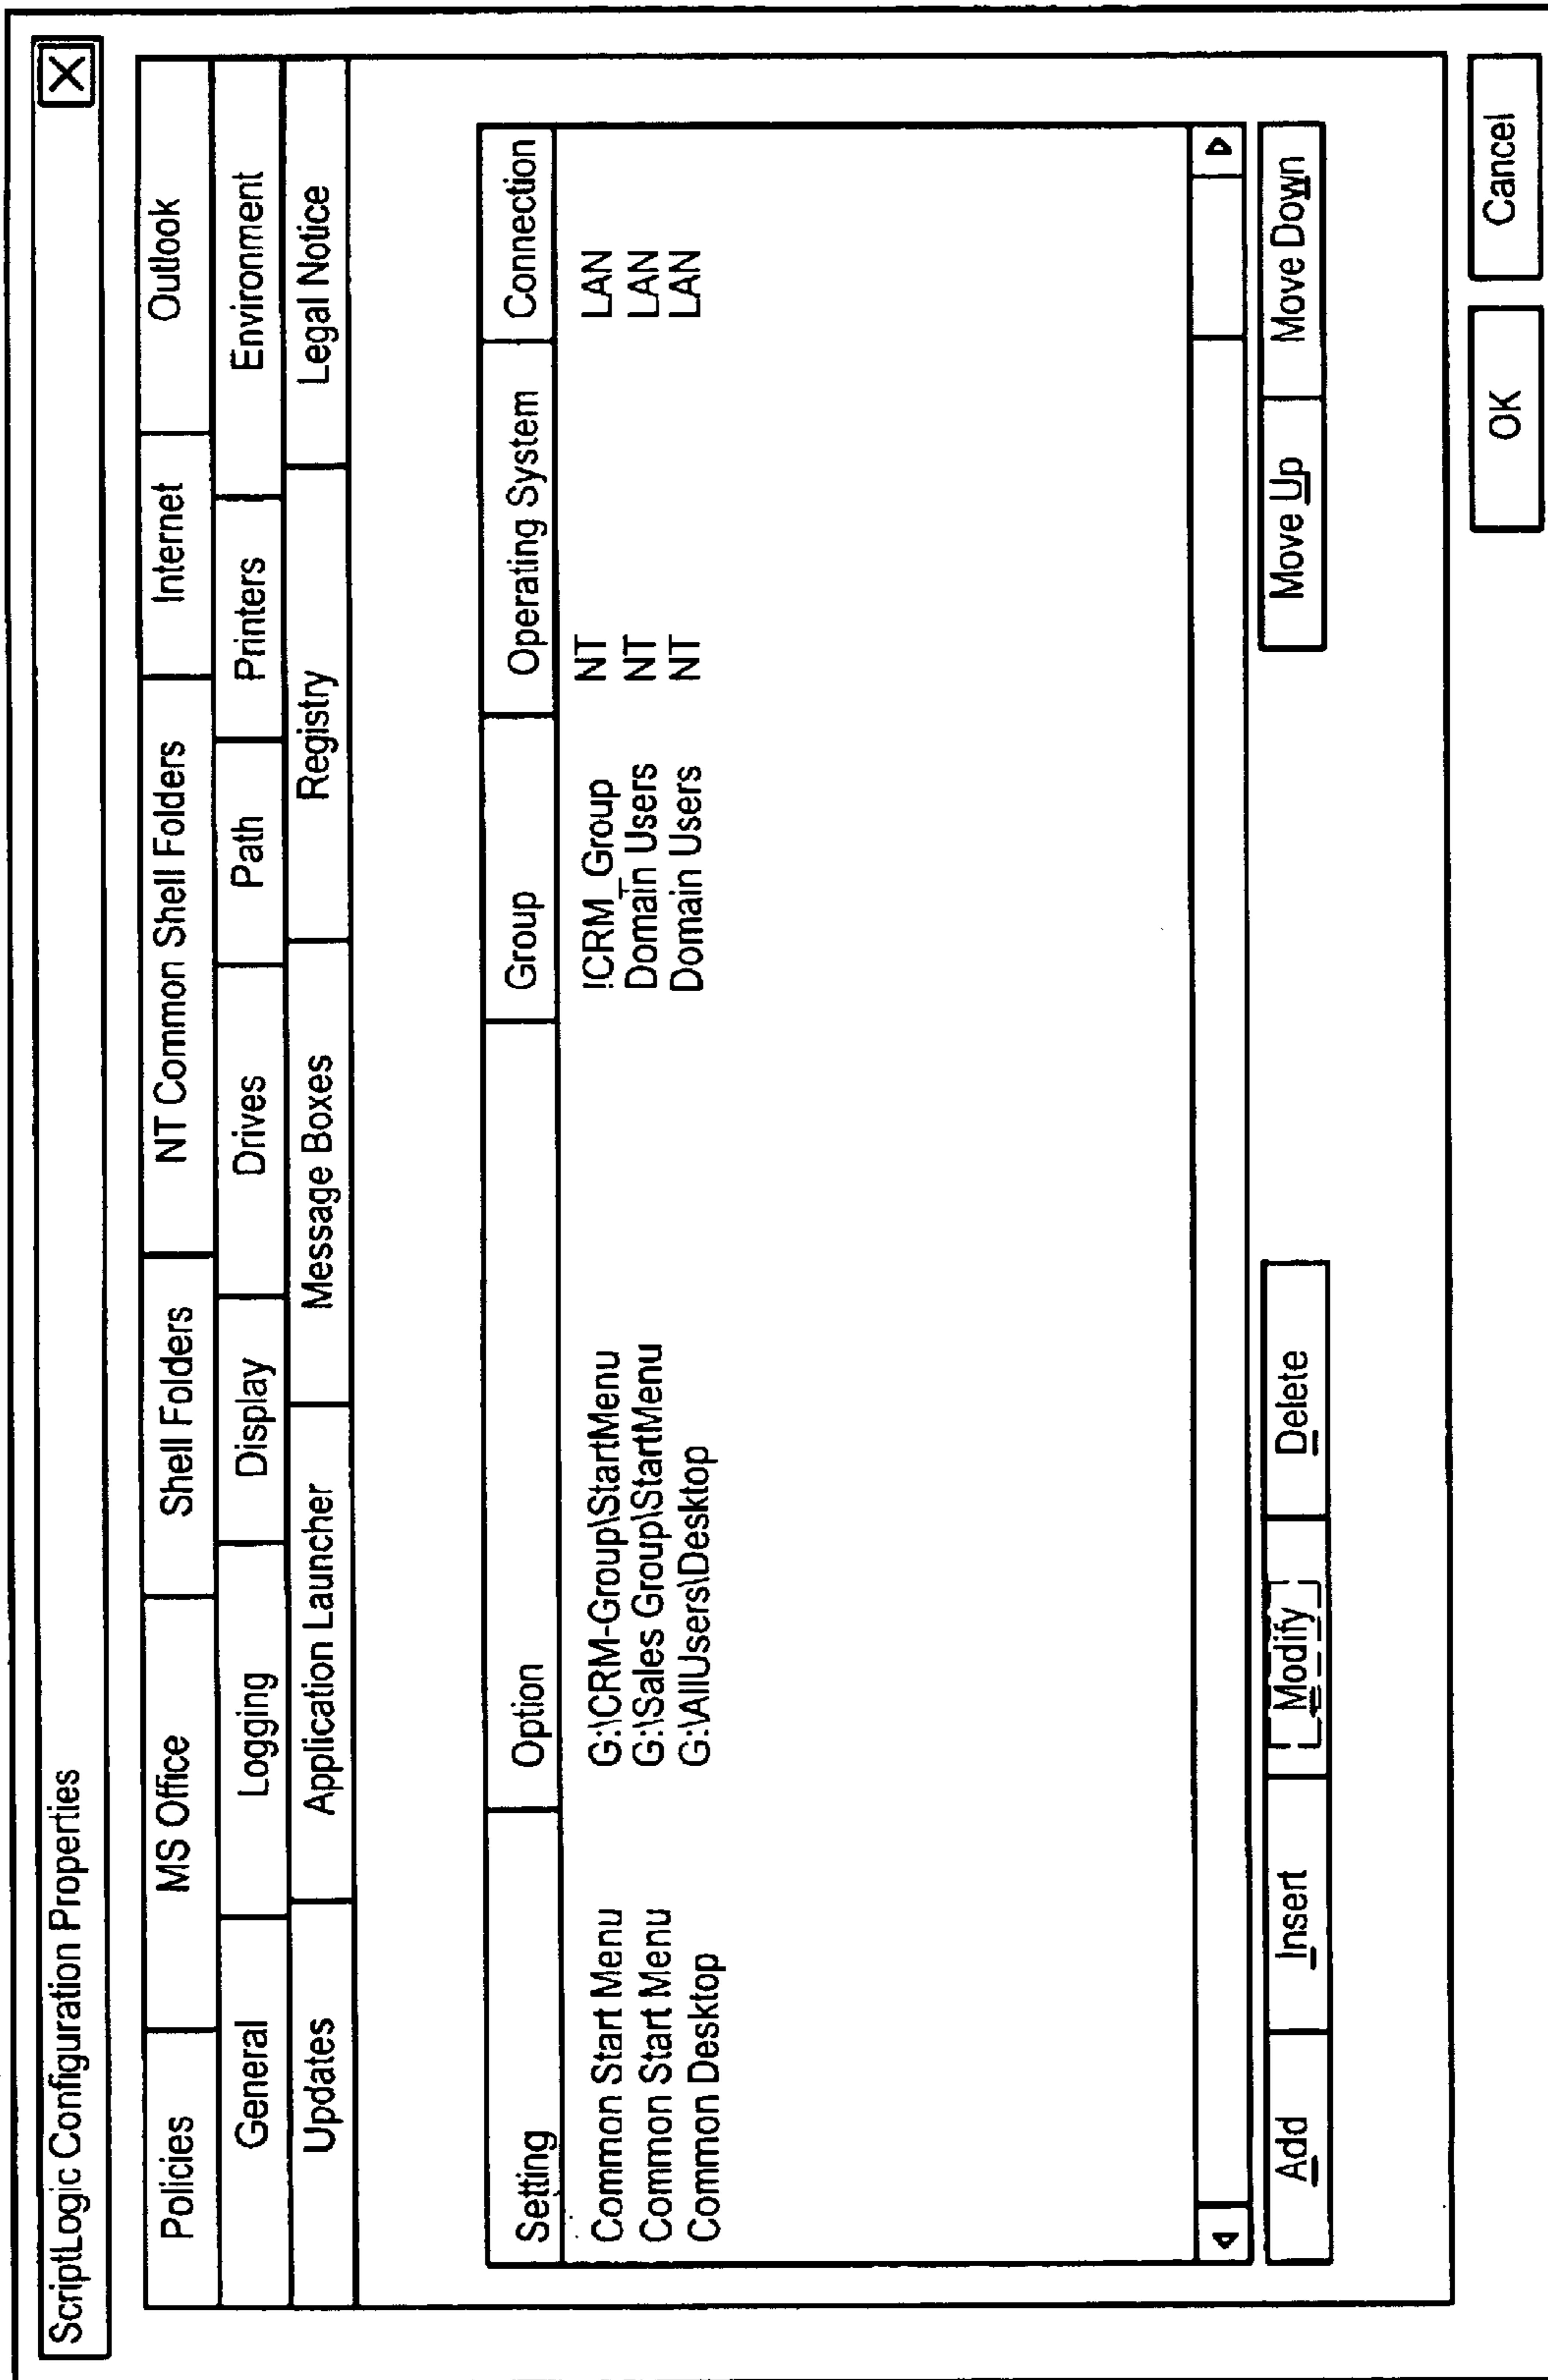 ScriptLogic Configuration Properties
Policies MS Office Shell Folders NT Common Shell Folders Internet Outlook
General Logging Display Drives Path Printers Environment
Updates Application Launcher Message Boxes Registry Legal Notice
Setting Option Group Operating System Connection
Common Start Menu G:\CRM-Group\StartMenu !CRM_Group NT LAN
Common Start Menu G:\Sales Group\StartMenu Domain Users NT LAN
Common Desktop G:\AllUsers\Desktop Domain Users NT LAN
Add Insert Modify Delete Move Up Move Down
OK Cancel